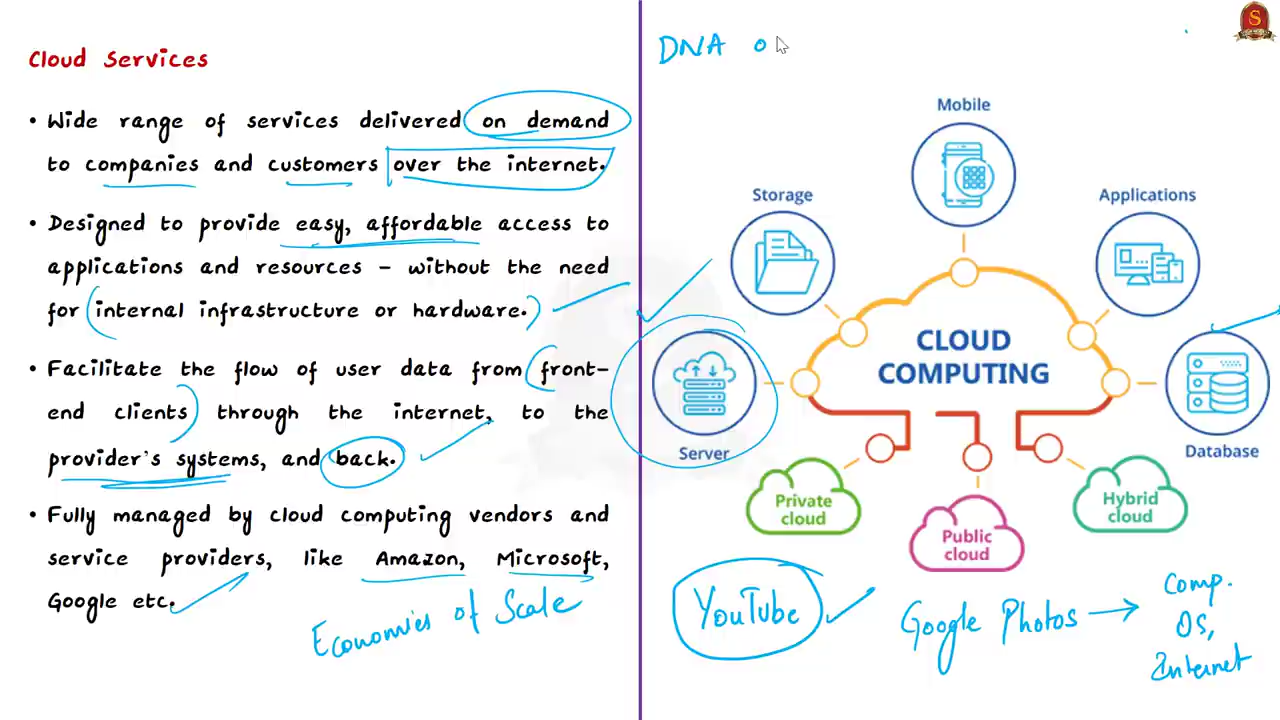 Cloud Services
• Wide range of services delivered on demand
to companies and customers over the internet.
• Designed to provide easy, affordable access to
applications and resources – without the need
for (internal infrastructure or hardware.)
• Facilitate the flow of user data from (front-
end clients) through the internet, to the
provider's systems, and back.
• Fully managed by cloud computing vendors and
service providers, like Amazon, Microsoft,
Google etc.
Economies of Scale
DNA o
Mobile
Storage
Applications
CLOUD
COMPUTING
Server
Database
Private
cloud
Public
cloud
Hybrid
cloud
YouTube
Google Photos →
Comp.
OS,
Internet